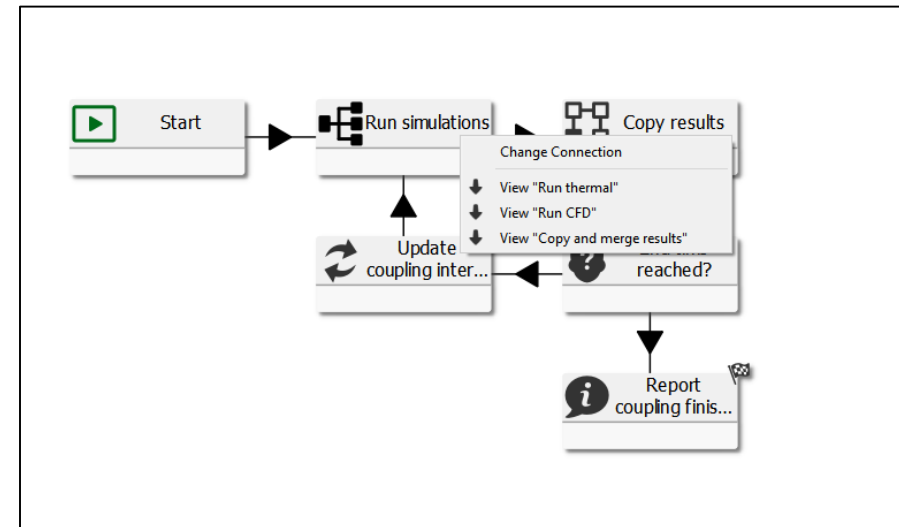 Start
Run simulations
Copy results
Change Connection
View "Run thermal"
View "Run CFD"
View "Copy and merge results"
Update
coupling inter...
reached?
Report
coupling finis...